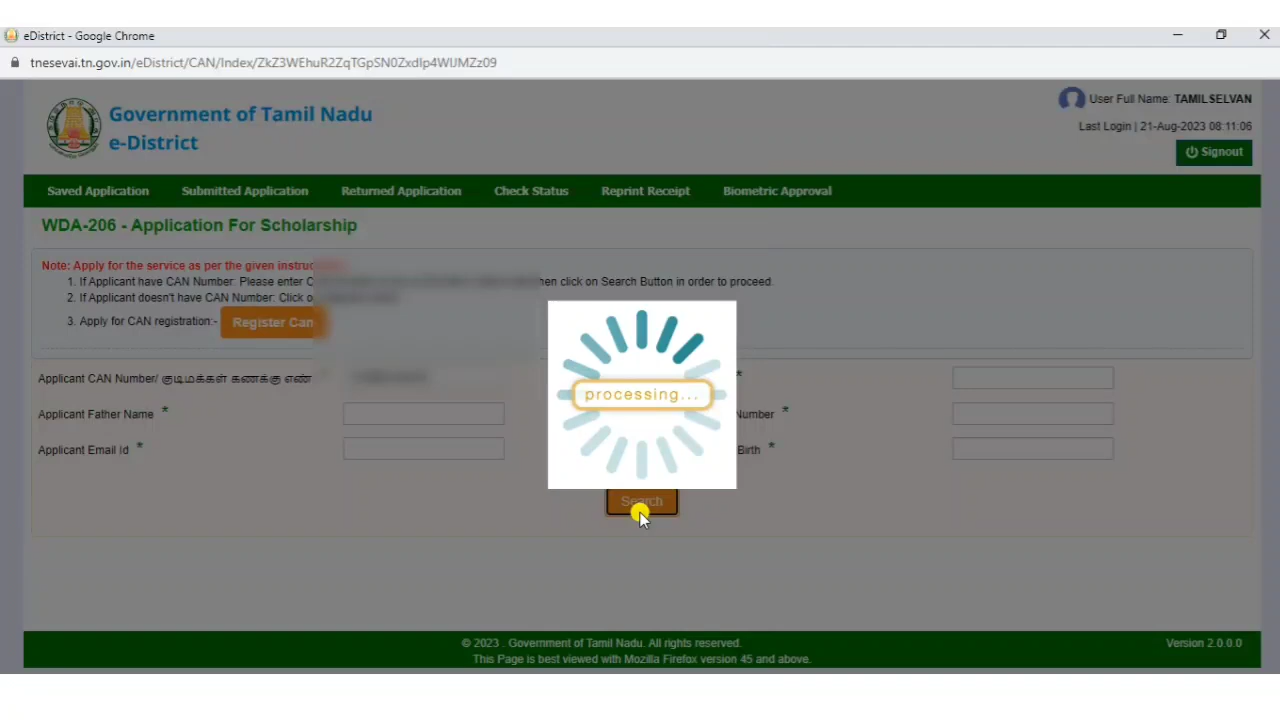 eDistrict - Google Chrome
tnesevai.tn.gov.in/eDistrict/CAN/Index/ZkZ3WEhuR2ZqTGpSN0Zxdlp4WlJMZz09
Government of Tamil Nadu
e-District
User Full Name: TAMILSELVAN
Last Login | 21-Aug-2023 08:11:06
Signout
Saved Application Submitted Application Returned Application Check Status Reprint Receipt Biometric Approval
WDA-206 - Application For Scholarship
Note: Apply for the service as per the given
1. If Applicant have CAN Number: Please enter click on Search Button in order to proceed.
2. If Applicant doesn't have CAN Number: Click
3. Apply for CAN registration:- Register Can
Applicant CAN Number/ குடிமக்கள் கணக்கு எண் *
Applicant Father Name * Number *
Applicant Email Id * Birth *
processing...
Search
© 2023 . Government of Tamil Nadu. All rights reserved. Version 2.0.0.0
This Page is best viewed with Mozilla Firefox version 45 and above.